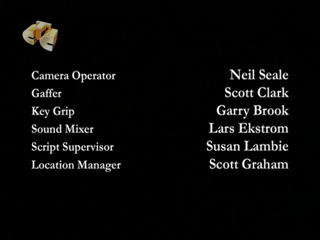 Camera Operator Neil Seale
Gaffer Scott Clark
Key Grip Garry Brook
Sound Mixer Lars Ekstrom
Script Supervisor Susan Lambie
Location Manager Scott Graham